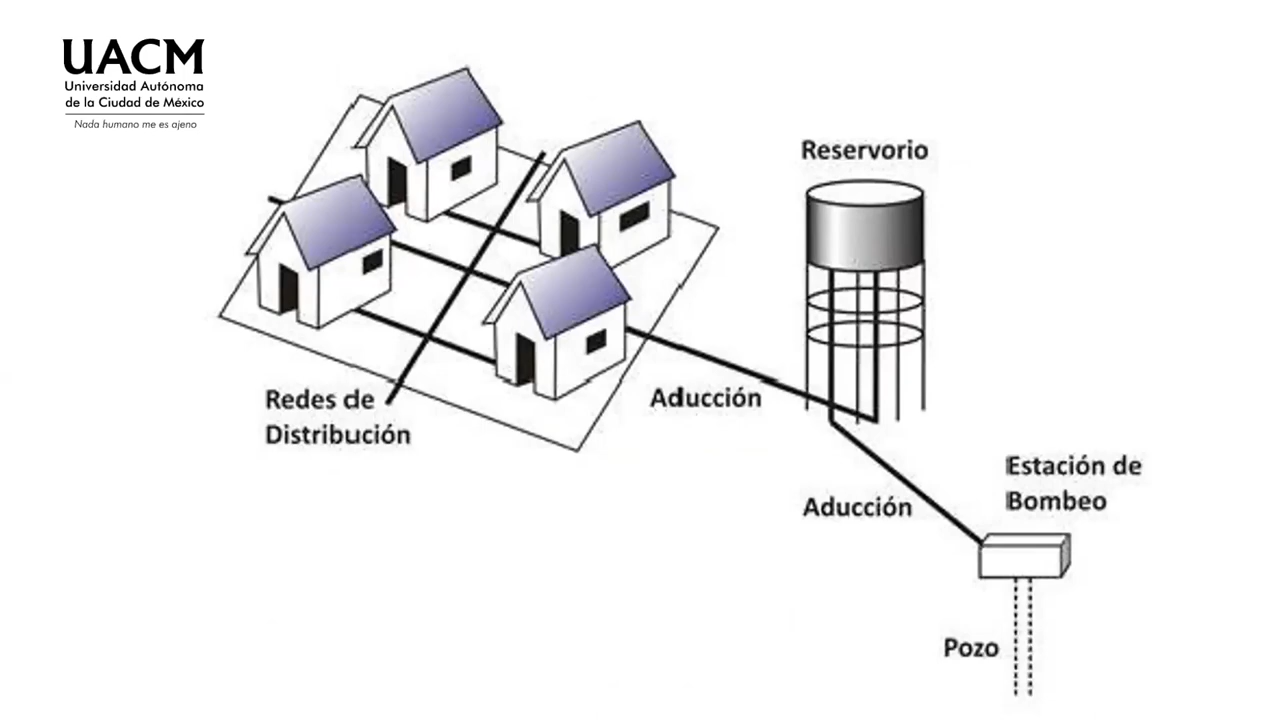 UACM
Universidad Autónoma
de la Ciudad de México
Nada humano me es ajeno
Reservorio
Redes de
Distribución
Aducción
Aducción
Estación de
Bombeo
Pozo